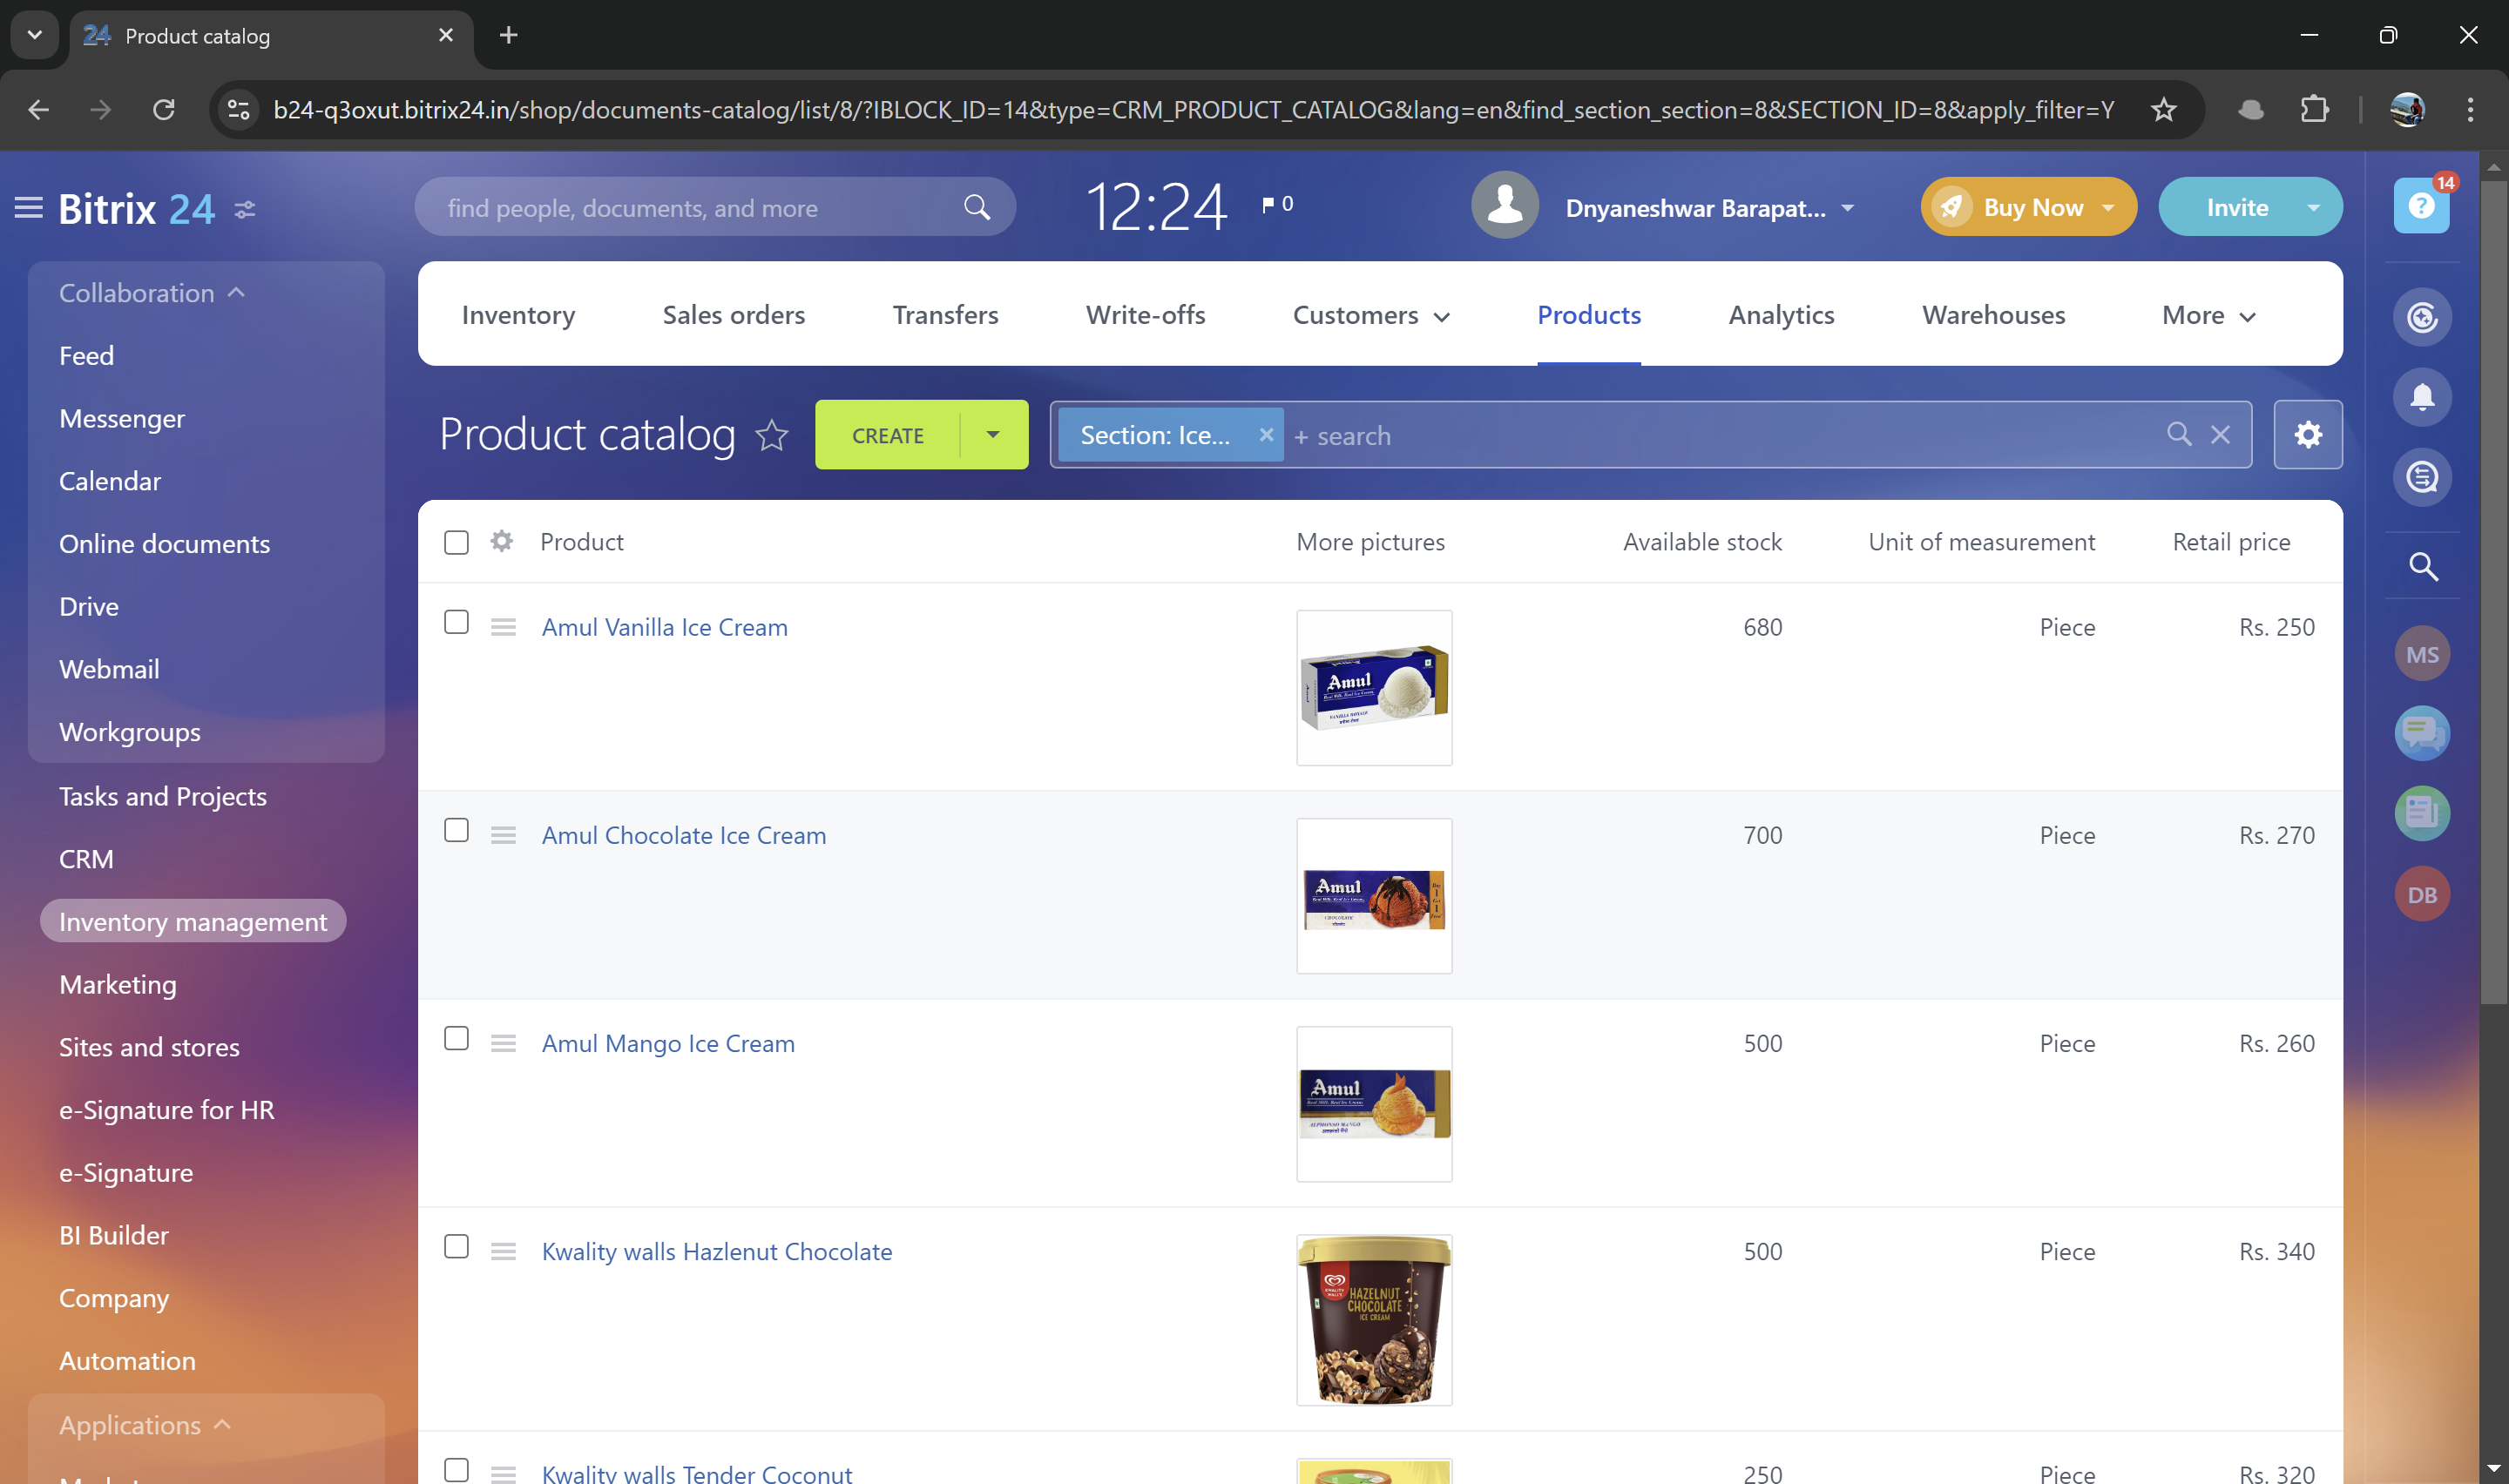 Product catalog
b24-q3oxut.bitrix24.in/shop/documents-catalog/list/8/?IBLOCK_ID=14&type=CRM_PRODUCT_CATALOG&lang=en&find_section_section=8&SECTION_ID=8&apply_filter=Y
Bitrix 24
find people, documents, and more
12:24
0
Dnyaneshwar Barapat...
Buy Now
Invite
14
Collaboration
Feed
Messenger
Calendar
Online documents
Drive
Webmail
Workgroups
Tasks and Projects
CRM
Inventory management
Marketing
Sites and stores
e-Signature for HR
e-Signature
BI Builder
Company
Automation
Applications
Inventory Sales orders Transfers Write-offs Customers Products Analytics Warehouses More
Product catalog
CREATE
Section: Ice...
+ search
Product More pictures Available stock Unit of measurement Retail price
Amul Vanilla Ice Cream 680 Piece Rs. 250
Amul
Amul Chocolate Ice Cream 700 Piece Rs. 270
Amul
Amul Mango Ice Cream 500 Piece Rs. 260
Amul
Kwality walls Hazlenut Chocolate 500 Piece Rs. 340
HAZELNUT
CHOCOLATE
ICE CREAM
Kwality walls Tender Coconut 250 Piece Rs. 320
MS
DB